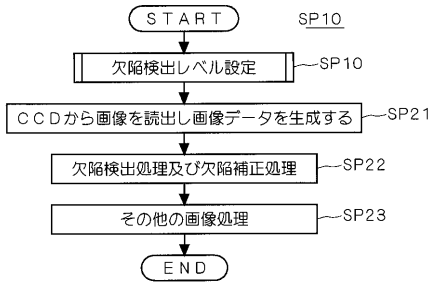 START
SP10
欠陥検出レベル設定
SP10
CCDから画像を読出し画像データを生成する
SP21
欠陥検出処理及び欠陥補正処理
SP22
その他の画像処理
SP23
END